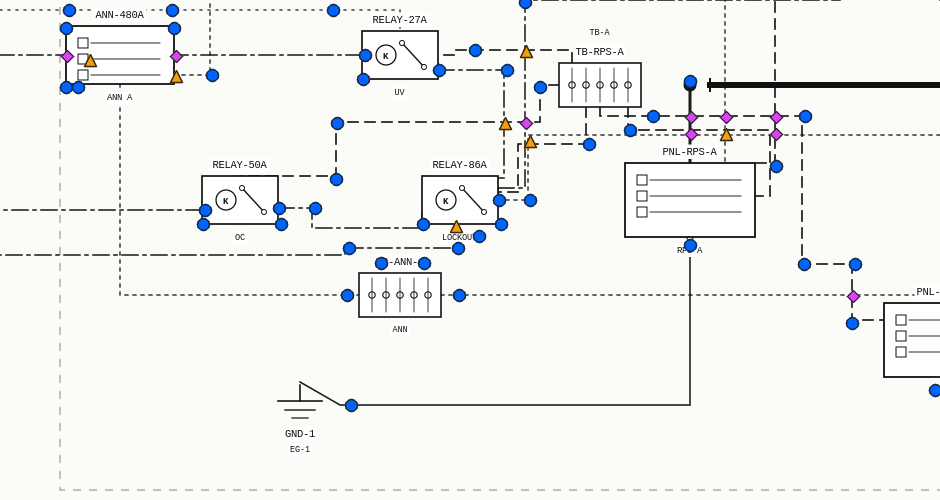 ANN-480A
RELAY-27A
TB-A
TB-RPS-A
K
UV
ANN A
PNL-RPS-A
RELAY-50A
RELAY-86A
K
K
OC
PNL-
ANN
GND-1
EG-1